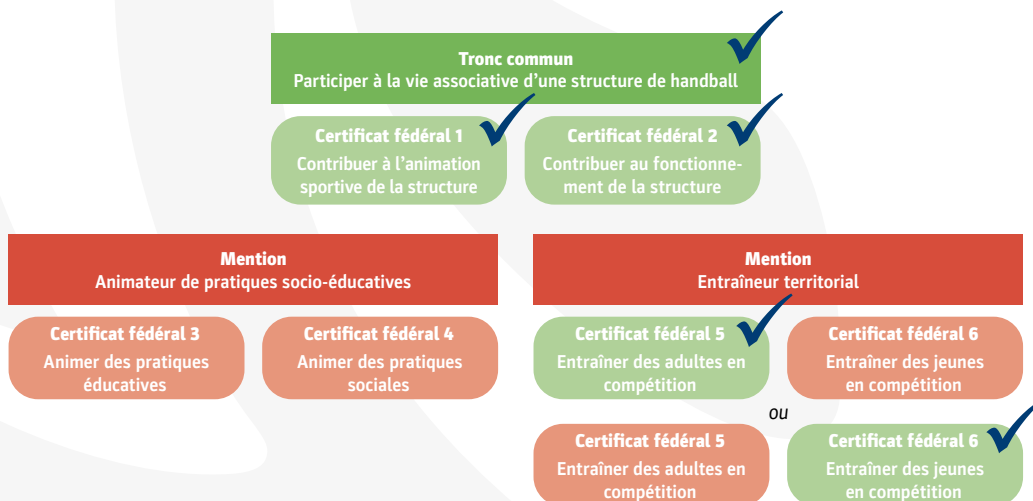 Tronc commun
Participer à la vie associative d'une structure de handball
Certificat fédéral 1
Contribuer à l'animation
sportive de la structure
Certificat fédéral 2
Contribuer au fonctionne-
ment de la structure
Mention
Animateur de pratiques socio-éducatives
Certificat fédéral 3
Animer des pratiques
éducatives
Certificat fédéral 4
Animer des pratiques
sociales
Mention
Entraîneur territorial
Certificat fédéral 5
Entraîner des adultes en
compétition
Certificat fédéral 6
Entraîner des jeunes
en compétition
ou
Certificat fédéral 5
Entraîner des adultes en
compétition
Certificat fédéral 6
Entraîner des jeunes
en compétition